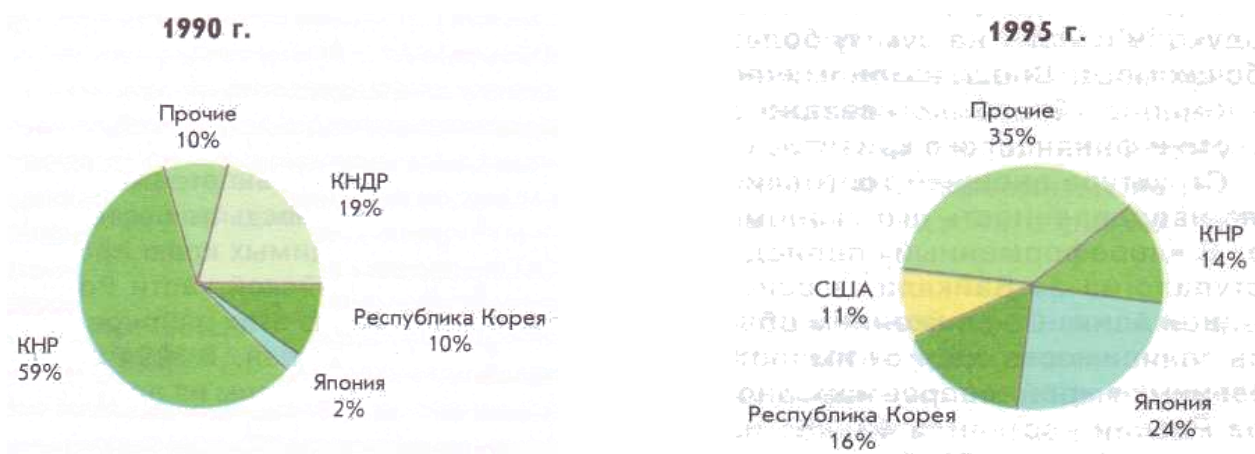 1990 г.
Прочие
10%
КНДР
19%
Республика Корея
10%
Япония
2%
КНР
59%
1995 г.
Прочие
35%
КНР
14%
Япония
24%
Республика Корея
16%
США
11%